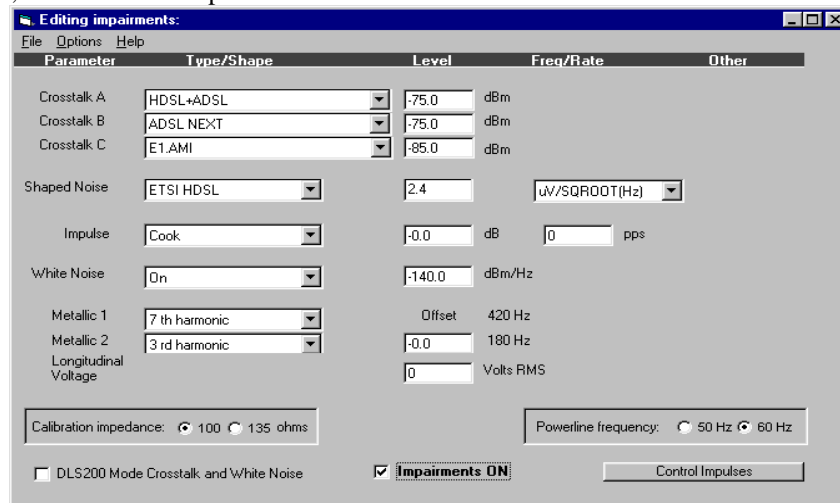 Editing impairments:
File Options Help
Parameter Type/Shape Level Freq/Rate Other
Crosstalk A HDSL+ADSL -75.0 dBm
Crosstalk B ADSL NEXT -75.0 dBm
Crosstalk C E1.AMI -85.0 dBm
Shaped Noise ETSI HDSL 2.4 uV/SQROOT(Hz)
Impulse Cook -0.0 dB 0 pps
White Noise On -140.0 dBm/Hz
Metallic 1 7 th harmonic Offset 420 Hz
Metallic 2 3 rd harmonic -0.0 180 Hz
Longitudinal
Voltage 0 Volts RMS
Calibration impedance: 100 135 ohms Powerline frequency: 50 Hz 60 Hz
DLS200 Mode Crosstalk and White Noise Impairments ON Control Impulses